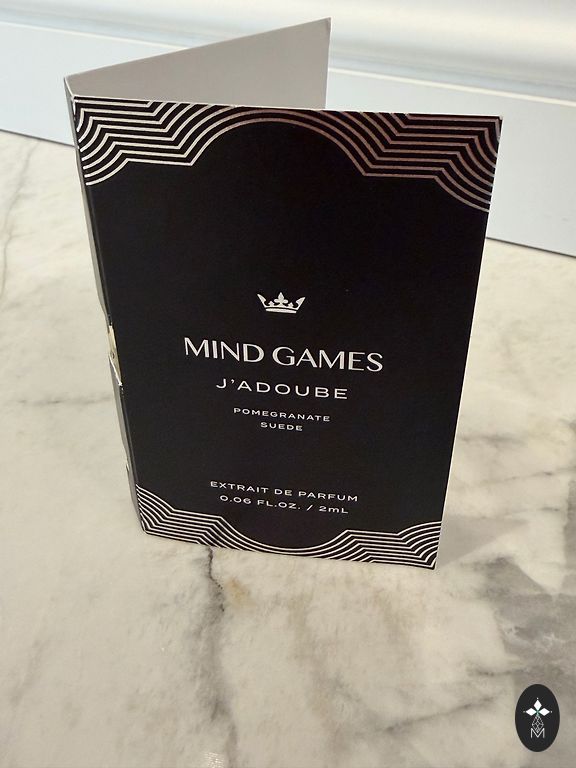 MIND GAMES
J'ADOUBE
POMEGRANATE
SUEDE
EXTRAIT DE PARFUM
0.06 FL.OZ. / 2mL
M